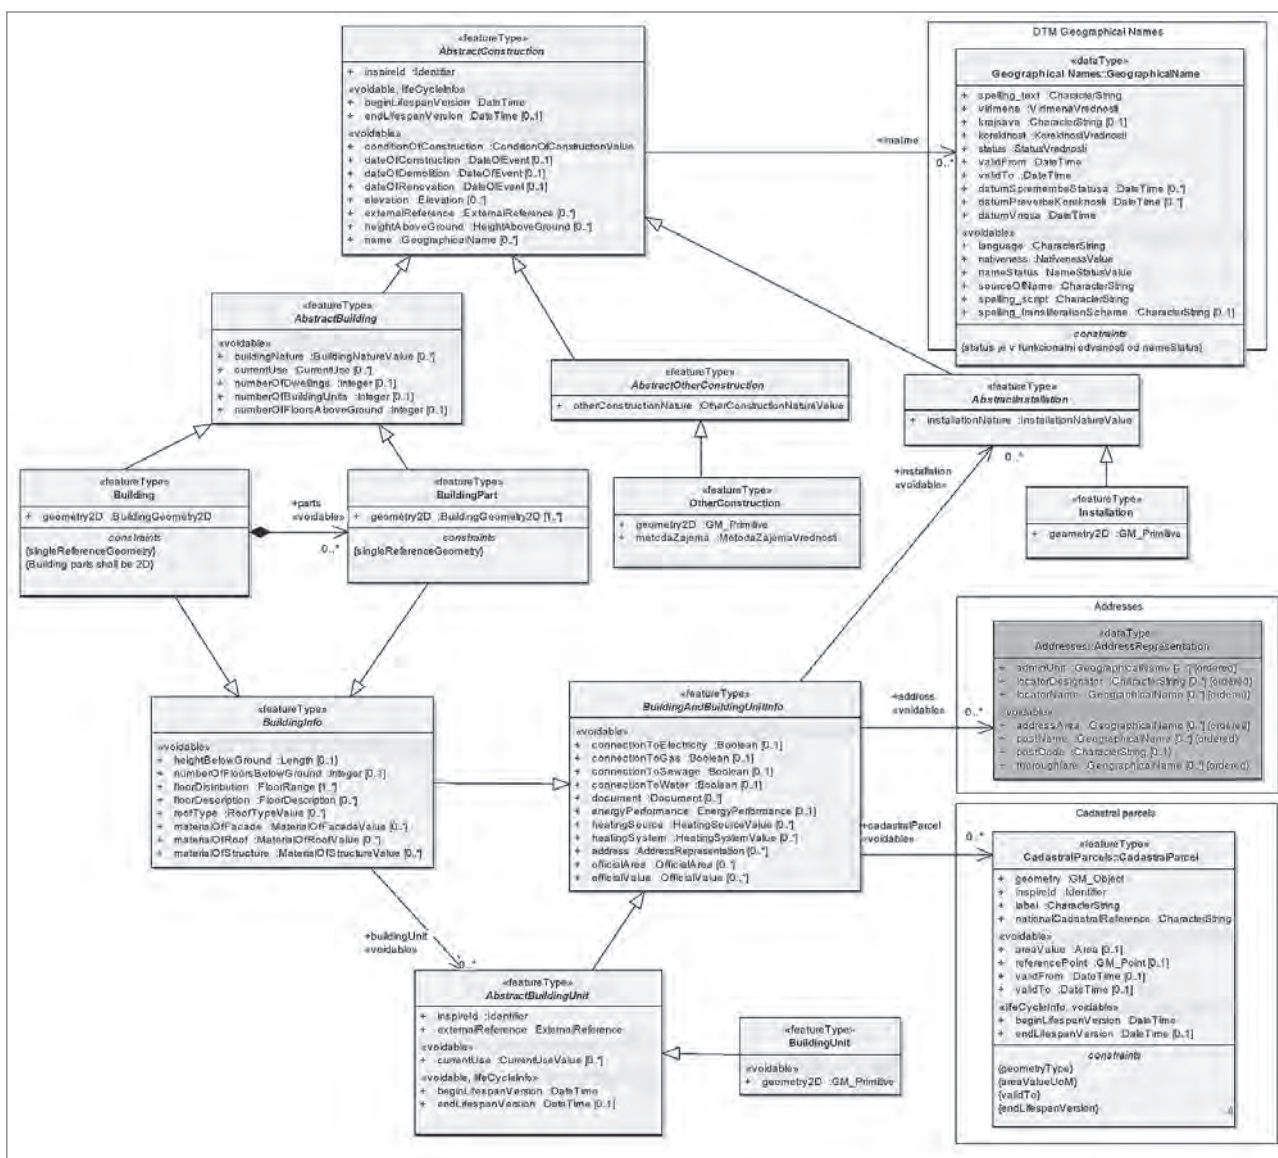 «featureType»
AbstractConstruction
+ inspireId :Identifier
«voidable, lifeCycleInfo»
+ beginLifespanVersion :DateTime
+ endLifespanVersion :DateTime [0..1]
«voidable»
+ conditionOfConstruction :ConditionOfConstructionValue
+ dateOfConstruction :DateOfEvent [0..1]
+ dateOfDemolition :DateOfEvent [0..1]
+ dateOfRenovation :DateOfEvent [0..1]
+ elevation :Elevation [0..*]
+ externalReference :ExternalReference [0..*]
+ heightAboveGround :HeightAboveGround [0..*]
+ name :GeographicalName [0..*]
+imaIme
0..*
DTM Geographical Names
«dataType»
Geographical Names::GeographicalName
+ spelling_text :CharacterString
+ vrImena :VrImenaVrednosti
+ krajsava :CharacterString [0..1]
+ korektnost :KorektnostVrednosti
+ status :StatusVrednosti
+ validFrom :DateTime
+ validTo :DateTime
+ datumSpremembeStatusa :DateTime [0..*]
+ datumPreverbeKoreknosti :DateTime [0..*]
+ datumVnosa :DateTime
«voidable»
+ language :CharacterString
+ nativeness :NativenessValue
+ nameStatus :NameStatusValue
+ sourceOfName :CharacterString
+ spelling_script :CharacterString
+ spelling_transliterationScheme :CharacterString [0..1]
constraints
{status je v funkcionalni odvsnosti od nameStatus}
«featureType»
AbstractBuilding
«voidable»
+ buildingNature :BuildingNatureValue [0..*]
+ currentUse :CurrentUse [0..*]
+ numberOfDwellings :Integer [0..1]
+ numberOfBuildingUnits :Integer [0..1]
+ numberOfFloorsAboveGround :Integer [0..1]
«featureType»
AbstractOtherConstruction
+ otherConstructionNature :OtherConstructionNatureValue
«featureType»
AbstractInstallation
+ installationNature :InstallationNatureValue
+installation
«voidable»
0..*
«featureType»
Building
+ geometry2D :BuildingGeometry2D
constraints
{singleReferenceGeometry}
{Building parts shall be 2D}
+parts
«voidable»
0..*
«featureType»
BuildingPart
+ geometry2D :BuildingGeometry2D [1..*]
constraints
{singleReferenceGeometry}
«featureType»
OtherConstruction
+ geometry2D :GM_Primitive
+ metodaZajema :MetodaZajemaVrednosti
«featureType»
Installation
+ geometry2D :GM_Primitive
Addresses
«dataType»
Addresses::AddressRepresentation
+ adminUnit :GeographicalName [1..*] {ordered}
+ locatorDesignator :CharacterString [0..*] {ordered}
+ locatorName :GeographicalName [0..*] {ordered}
«voidable»
+ addressArea :GeographicalName [0..*] {ordered}
+ postName :GeographicalName [0..*] {ordered}
+ postCode :CharacterString [0..1]
+ thoroughfare :GeographicalName [0..*] {ordered}
+address
«voidable»
0..*
«featureType»
BuildingInfo
«voidable»
+ heightBelowGround :Length [0..1]
+ numberOfFloorsBelowGround :Integer [0..1]
+ floorDistribution :FloorRange [1..*]
+ floorDescription :FloorDescription [0..*]
+ roofType :RoofTypeValue [0..*]
+ materialOfFacade :MaterialOfFacadeValue [0..*]
+ materialOfRoof :MaterialOfRoofValue [0..*]
+ materialOfStructure :MaterialOfStructureValue [0..*]
«featureType»
BuildingAndBuildingUnitInfo
«voidable»
+ connectionToElectricity :Boolean [0..1]
+ connectionToGas :Boolean [0..1]
+ connectionToSewage :Boolean [0..1]
+ connectionToWater :Boolean [0..1]
+ document :Document [0..*]
+ energyPerformance :EnergyPerformance [0..1]
+ heatingSource :HeatingSourceValue [0..*]
+ heatingSystem :HeatingSystemValue [0..*]
+ address :AddressRepresentation [0..*]
+ officialArea :OfficialArea [0..*]
+ officialValue :OfficialValue [0..*]
+cadastralParcel
«voidable»
0..*
Cadastral parcels
«featureType»
CadastralParcels::CadastralParcel
+ geometry :GM_Object
+ inspireId :Identifier
+ label :CharacterString
+ nationalCadastralReference :CharacterString
«voidable»
+ areaValue :Area [0..1]
+ referencePoint :GM_Point [0..1]
+ validFrom :DateTime [0..1]
+ validTo :DateTime [0..1]
«lifeCycleInfo, voidable»
+ beginLifespanVersion :DateTime
+ endLifespanVersion :DateTime [0..1]
constraints
{geometryType}
{areaValueUoM}
{validTo}
{endLifespanVersion}
+buildingUnit
«voidable»
0..*
«featureType»
AbstractBuildingUnit
+ inspireId :Identifier
+ externalReference :ExternalReference
«voidable»
+ currentUse :CurrentUseValue [0..*]
«voidable, lifeCycleInfo»
+ beginLifespanVersion :DateTime
+ endLifespanVersion :DateTime [0..1]
«featureType»
BuildingUnit
«voidable»
+ geometry2D :GM_Primitive